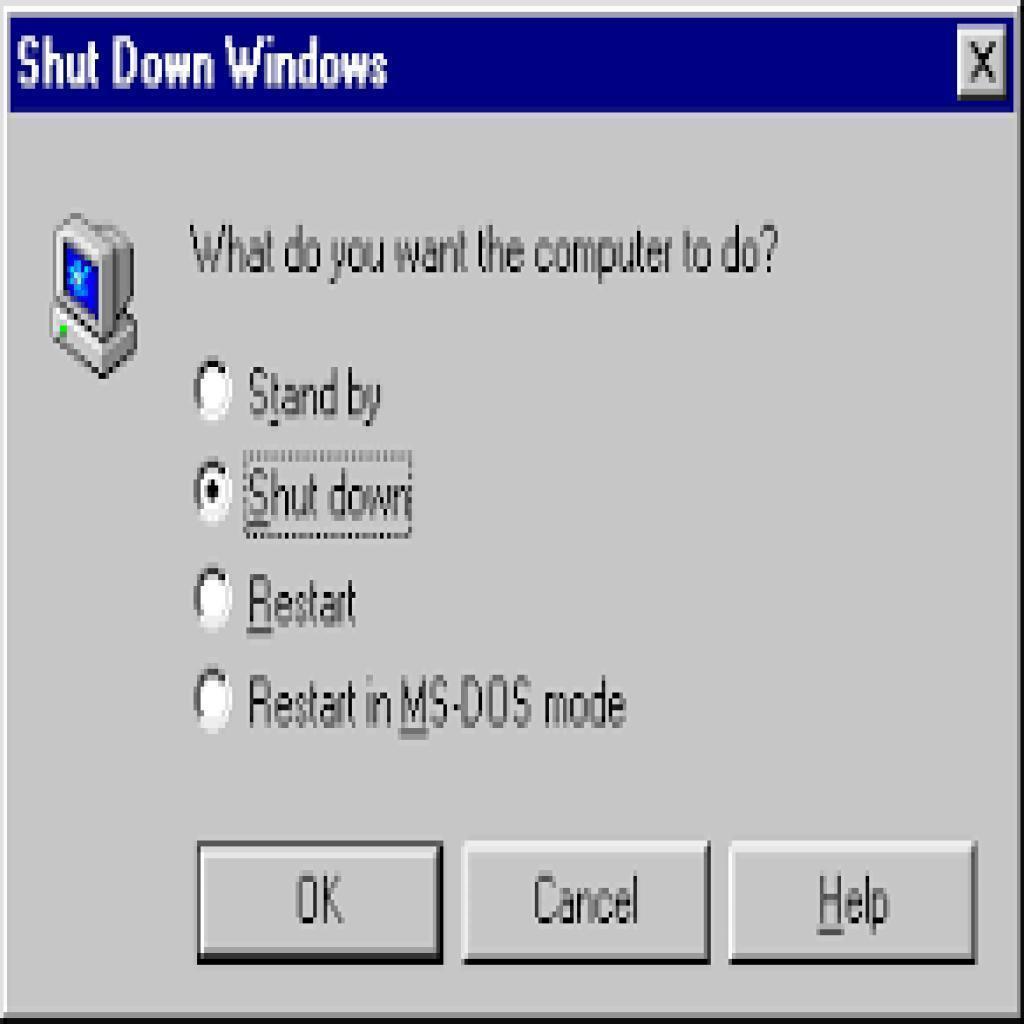 Shut Down Windows
What do you want the computer to do?
Stand by
Shut down
Restart
Restart in MS-DOS mode
OK Cancel Help